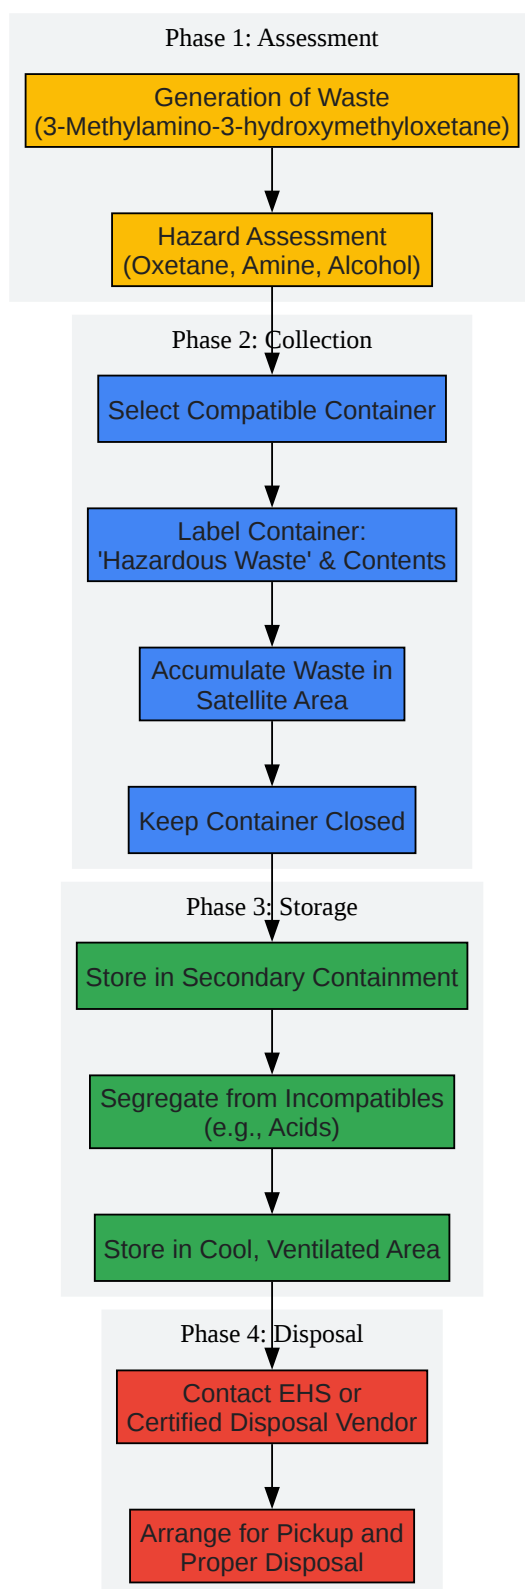 Phase 1: Assessment
Generation of Waste
(3-Methylamino-3-hydroxymethyloxetane)
Hazard Assessment
(Oxetane, Amine, Alcohol)
Phase 2: Collection
Select Compatible Container
Label Container:
'Hazardous Waste' & Contents
Accumulate Waste in
Satellite Area
Keep Container Closed
Phase 3: Storage
Store in Secondary Containment
Segregate from Incompatibles
(e.g., Acids)
Store in Cool, Ventilated Area
Phase 4: Disposal
Contact EHS or
Certified Disposal Vendor
Arrange for Pickup and
Proper Disposal